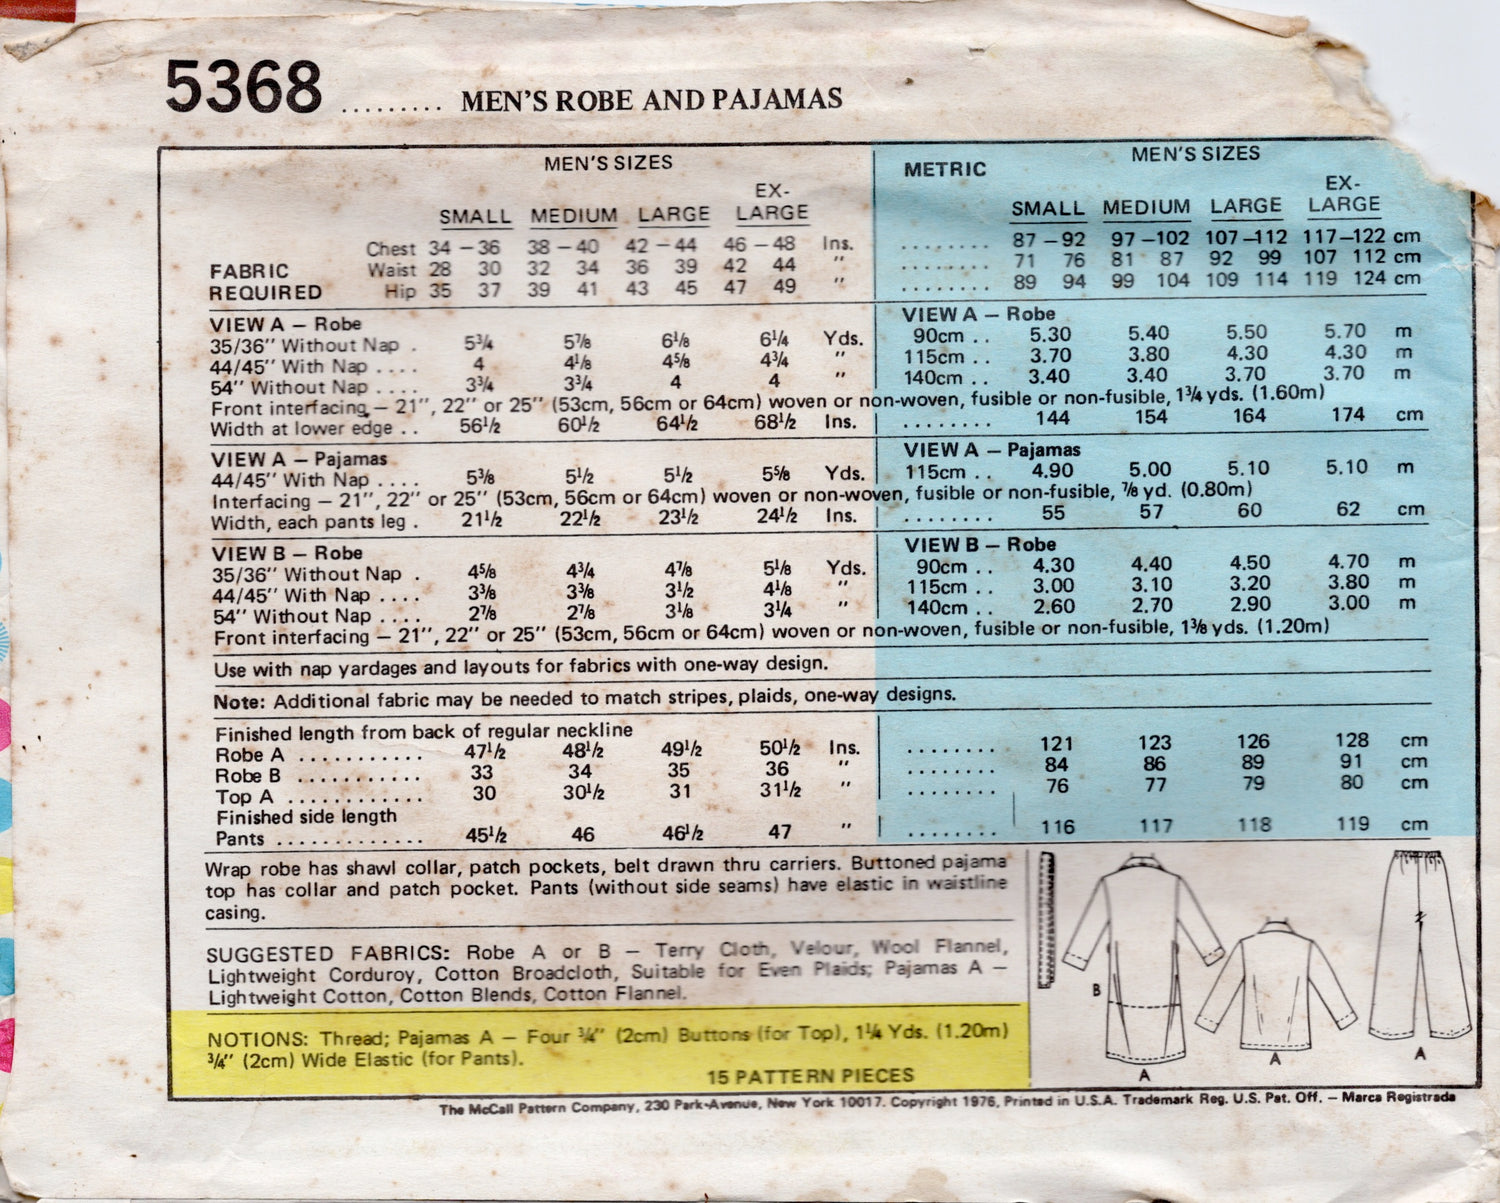 5368 ......... MEN'S ROBE AND PAJAMAS
MEN'S SIZES METRIC MEN'S SIZES
EX- EX-
SMALL MEDIUM LARGE LARGE SMALL MEDIUM LARGE LARGE
Chest 34 – 36 38 – 40 42 – 44 46 – 48 Ins. ........ 87 – 92 97 –102 107 –112 117–122 cm
FABRIC Waist 28 30 32 34 36 39 42 44 " ........ 71 76 81 87 92 99 107 112 cm
REQUIRED Hip 35 37 39 41 43 45 47 49 " ........ 89 94 99 104 109 114 119 124 cm
VIEW A – Robe VIEW A – Robe
35/36" Without Nap . 5¾ 5⅞ 6⅛ 6¼ Yds. 90cm .. 5.30 5.40 5.50 5.70 m
44/45" With Nap .... 4 4⅛ 4⅝ 4¾ " 115cm .. 3.70 3.80 4.30 4.30 m
54" Without Nap .... 3¾ 3¾ 4 4 " 140cm .. 3.40 3.40 3.70 3.70 m
Front interfacing – 21", 22" or 25" (53cm, 56cm or 64cm) woven or non-woven, fusible or non-fusible, 1¾ yds. (1.60m)
Width at lower edge .. 56½ 60½ 64½ 68½ Ins. ........ 144 154 164 174 cm
VIEW A – Pajamas VIEW A – Pajamas
44/45" With Nap .... 5⅜ 5½ 5½ 5⅝ Yds. 115cm .. 4.90 5.00 5.10 5.10 m
Interfacing – 21", 22" or 25" (53cm, 56cm or 64cm) woven or non-woven, fusible or non-fusible, ⅞ yd. (0.80m)
Width, each pants leg . 21½ 22½ 23½ 24½ Ins. ........ 55 57 60 62 cm
VIEW B – Robe VIEW B – Robe
35/36" Without Nap . 4⅝ 4¾ 4⅞ 5⅛ Yds. 90cm .. 4.30 4.40 4.50 4.70 m
44/45" With Nap .... 3⅜ 3⅜ 3½ 4⅛ " 115cm .. 3.00 3.10 3.20 3.80 m
54" Without Nap .... 2⅞ 2⅞ 3⅛ 3¼ " 140cm .. 2.60 2.70 2.90 3.00 m
Front interfacing – 21", 22" or 25" (53cm, 56cm or 64cm) woven or non-woven, fusible or non-fusible, 1⅜ yds. (1.20m)
Use with nap yardages and layouts for fabrics with one-way design.
Note: Additional fabric may be needed to match stripes, plaids, one-way designs.
Finished length from back of regular neckline
Robe A ........... 47½ 48½ 49½ 50½ Ins. ........ 121 123 126 128 cm
Robe B ........... 33 34 35 36 " ........ 84 86 89 91 cm
Top A ............ 30 30½ 31 31½ " ........ 76 77 79 80 cm
Finished side length
Pants ............. 45½ 46 46½ 47 " ........ 116 117 118 119 cm
Wrap robe has shawl collar, patch pockets, belt drawn thru carriers. Buttoned pajama
top has collar and patch pocket. Pants (without side seams) have elastic in waistline
casing.
SUGGESTED FABRICS: Robe A or B – Terry Cloth, Velour, Wool Flannel,
Lightweight Corduroy, Cotton Broadcloth, Suitable for Even Plaids; Pajamas A –
Lightweight Cotton, Cotton Blends, Cotton Flannel.
NOTIONS: Thread; Pajamas A – Four ¾" (2cm) Buttons (for Top), 1¼ Yds. (1.20m)
¾" (2cm) Wide Elastic (for Pants).
15 PATTERN PIECES
B
A
A
A
The McCall Pattern Company, 230 Park Avenue, New York 10017. Copyright 1976, Printed in U.S.A. Trademark Reg. U.S. Pat. Off. – Marca Registrada